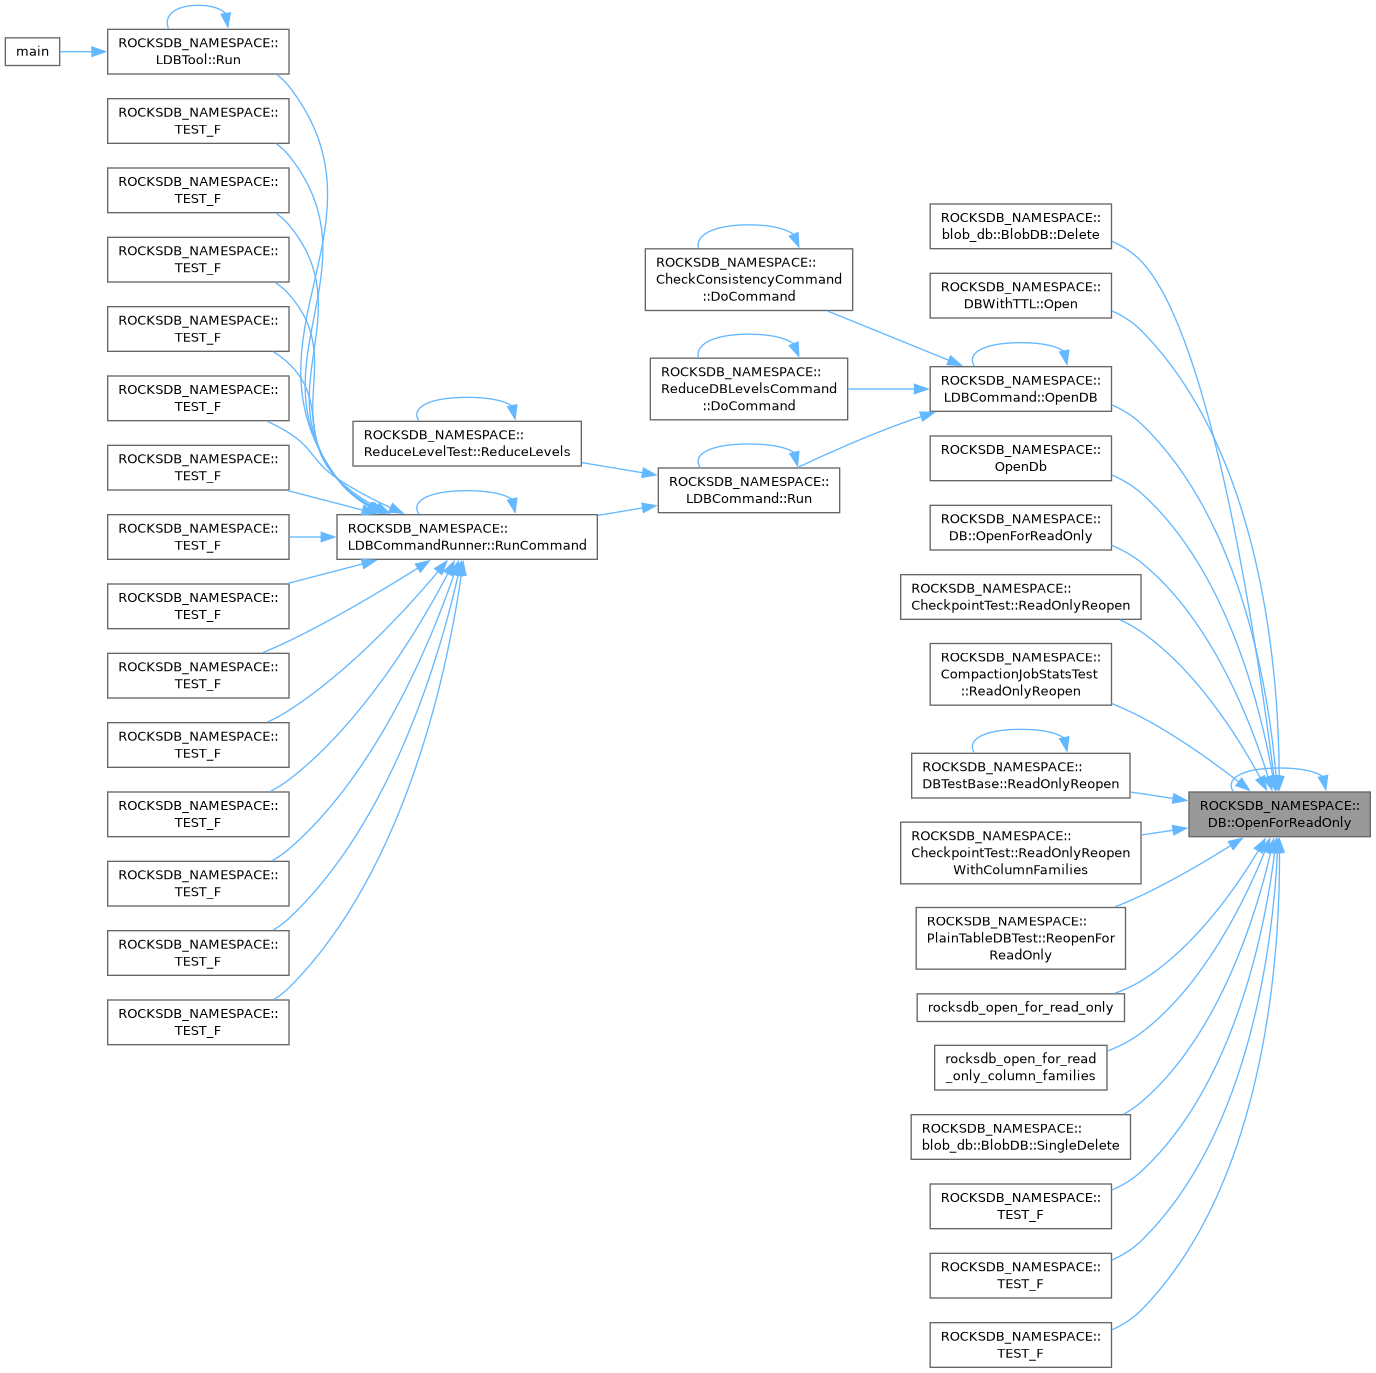 main
ROCKSDB_NAMESPACE::
LDBTool::Run
ROCKSDB_NAMESPACE::
TEST_F
ROCKSDB_NAMESPACE::
TEST_F
ROCKSDB_NAMESPACE::
TEST_F
ROCKSDB_NAMESPACE::
TEST_F
ROCKSDB_NAMESPACE::
TEST_F
ROCKSDB_NAMESPACE::
TEST_F
ROCKSDB_NAMESPACE::
TEST_F
ROCKSDB_NAMESPACE::
TEST_F
ROCKSDB_NAMESPACE::
TEST_F
ROCKSDB_NAMESPACE::
TEST_F
ROCKSDB_NAMESPACE::
TEST_F
ROCKSDB_NAMESPACE::
TEST_F
ROCKSDB_NAMESPACE::
TEST_F
ROCKSDB_NAMESPACE::
TEST_F
ROCKSDB_NAMESPACE::
ReduceLevelTest::ReduceLevels
ROCKSDB_NAMESPACE::
LDBCommandRunner::RunCommand
ROCKSDB_NAMESPACE::
CheckConsistencyCommand
::DoCommand
ROCKSDB_NAMESPACE::
ReduceDBLevelsCommand
::DoCommand
ROCKSDB_NAMESPACE::
LDBCommand::Run
ROCKSDB_NAMESPACE::
blob_db::BlobDB::Delete
ROCKSDB_NAMESPACE::
DBWithTTL::Open
ROCKSDB_NAMESPACE::
LDBCommand::OpenDB
ROCKSDB_NAMESPACE::
OpenDb
ROCKSDB_NAMESPACE::
DB::OpenForReadOnly
ROCKSDB_NAMESPACE::
CheckpointTest::ReadOnlyReopen
ROCKSDB_NAMESPACE::
CompactionJobStatsTest
::ReadOnlyReopen
ROCKSDB_NAMESPACE::
DBTestBase::ReadOnlyReopen
ROCKSDB_NAMESPACE::
CheckpointTest::ReadOnlyReopen
WithColumnFamilies
ROCKSDB_NAMESPACE::
PlainTableDBTest::ReopenFor
ReadOnly
rocksdb_open_for_read_only
rocksdb_open_for_read
_only_column_families
ROCKSDB_NAMESPACE::
blob_db::BlobDB::SingleDelete
ROCKSDB_NAMESPACE::
TEST_F
ROCKSDB_NAMESPACE::
TEST_F
ROCKSDB_NAMESPACE::
TEST_F
ROCKSDB_NAMESPACE::
DB::OpenForReadOnly